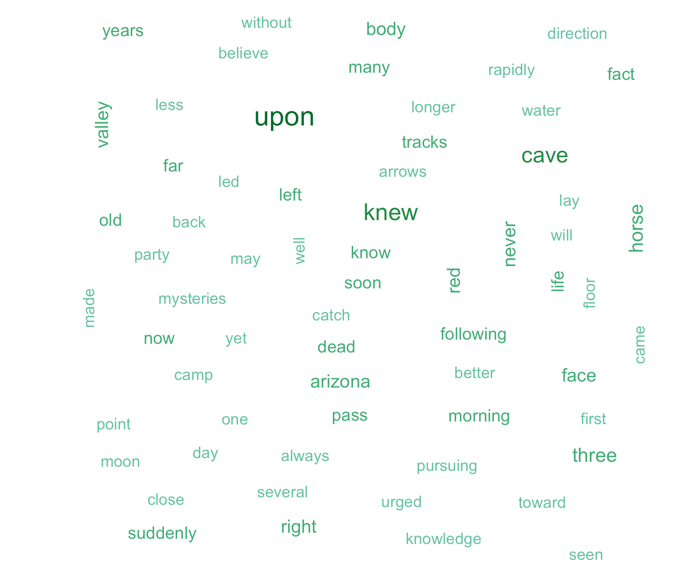 years
without
body
direction
believe
many
rapidly
fact
valley
less
upon
longer
water
tracks
cave
far
led
arrows
left
old
back
knew
lay
horse
party
may
well
know
never
will
made
mysteries
soon
red
life
floor
catch
now
yet
dead
following
came
camp
arizona
better
face
point
one
pass
morning
first
moon
day
always
pursuing
three
close
several
urged
toward
suddenly
right
knowledge
seen